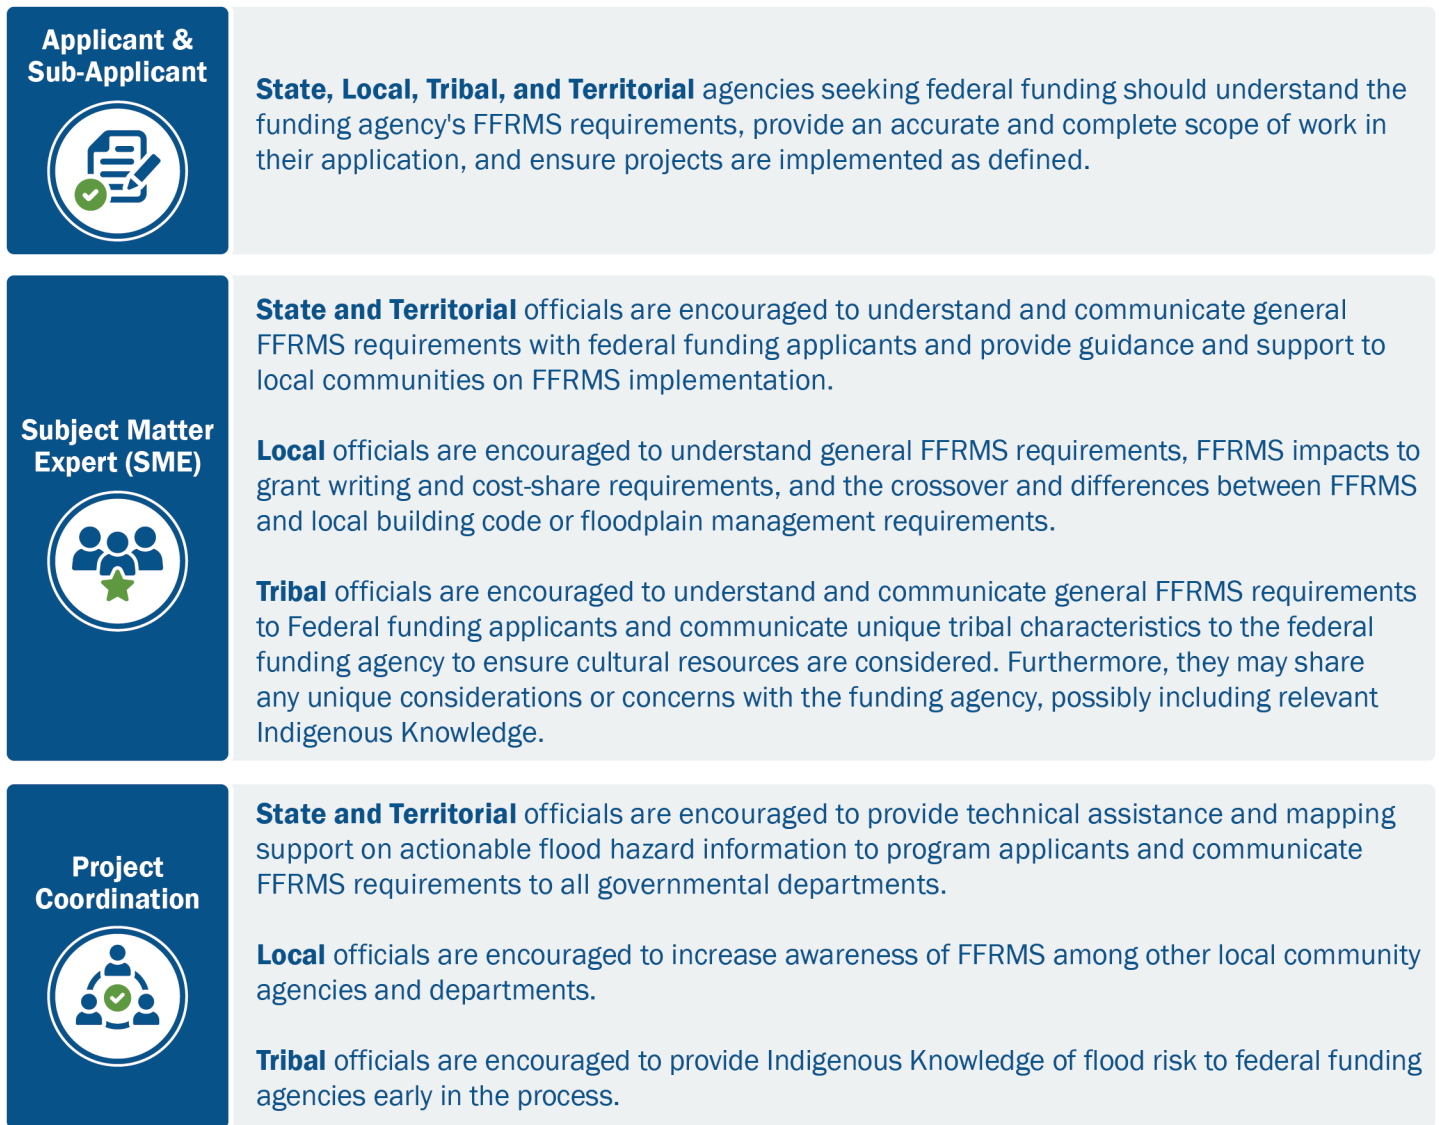 Applicant &
Sub-Applicant
State, Local, Tribal, and Territorial agencies seeking federal funding should understand the
funding agency's FFRMS requirements, provide an accurate and complete scope of work in
their application, and ensure projects are implemented as defined.
Subject Matter
Expert (SME)
State and Territorial officials are encouraged to understand and communicate general
FFRMS requirements with federal funding applicants and provide guidance and support to
local communities on FFRMS implementation.
Local officials are encouraged to understand general FFRMS requirements, FFRMS impacts to
grant writing and cost-share requirements, and the crossover and differences between FFRMS
and local building code or floodplain management requirements.
Tribal officials are encouraged to understand and communicate general FFRMS requirements
to Federal funding applicants and communicate unique tribal characteristics to the federal
funding agency to ensure cultural resources are considered. Furthermore, they may share
any unique considerations or concerns with the funding agency, possibly including relevant
Indigenous Knowledge.
Project
Coordination
State and Territorial officials are encouraged to provide technical assistance and mapping
support on actionable flood hazard information to program applicants and communicate
FFRMS requirements to all governmental departments.
Local officials are encouraged to increase awareness of FFRMS among other local community
agencies and departments.
Tribal officials are encouraged to provide Indigenous Knowledge of flood risk to federal funding
agencies early in the process.